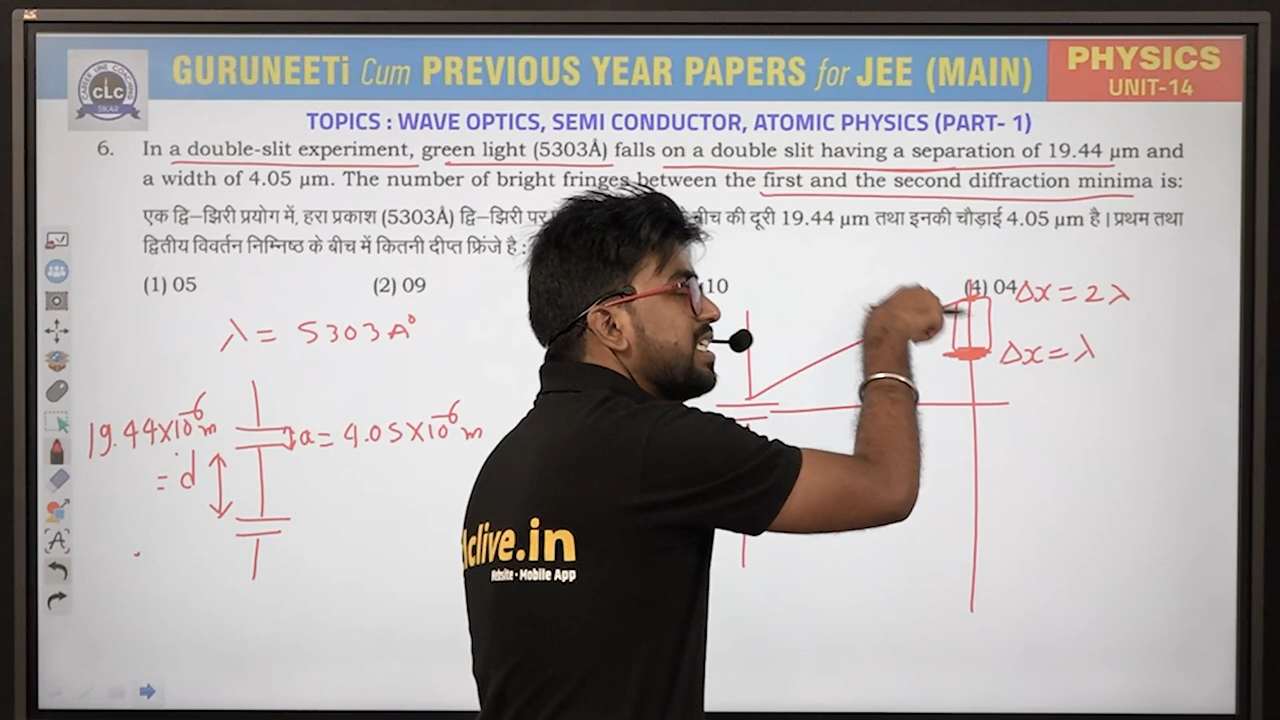 GURUNEETi Cum PREVIOUS YEAR PAPERS for JEE (MAIN)
PHYSICS
UNIT-14
CLC
SIKAR
TOPICS : WAVE OPTICS, SEMI CONDUCTOR, ATOMIC PHYSICS (PART- 1)
6. In a double-slit experiment, green light (5303Å) falls on a double slit having a separation of 19.44 μm and
a width of 4.05 μm. The number of bright fringes between the first and the second diffraction minima is:
एक द्वि–झिरी प्रयोग में, हरा प्रकाश (5303Å) द्वि–झिरी पर बीच की दूरी 19.44 μm तथा इनकी चौड़ाई 4.05 μm है। प्रथम तथा
द्वितीय विवर्तन निम्निष्ठ के बीच में कितनी दीप्त फ्रिंजे है :
(1) 05 (2) 09 10 (4) 04
Δx = 2λ
λ = 5303A°
Δx = λ
19.44×10⁻⁶m
a = 4.05×10⁻⁶m
= d
clive.in
Website • Mobile App